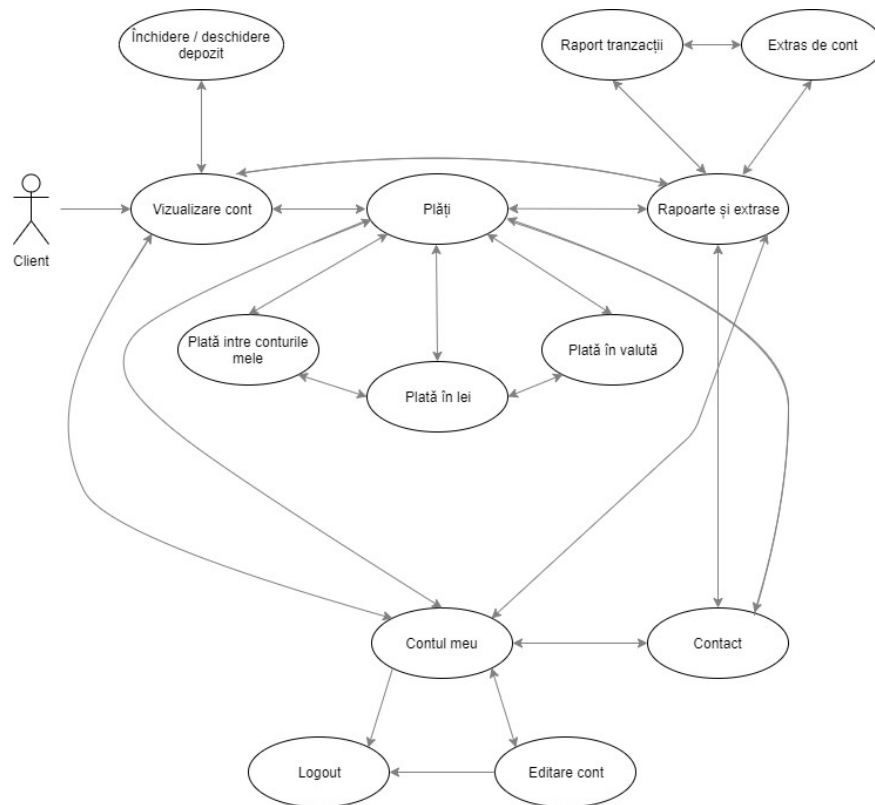 Închidere / deschidere
depozit
Raport tranzacții
Extras de cont
Vizualizare cont
Plăți
Rapoarte și extrase
Client
Plată intre conturile
mele
Plată în lei
Plată în valută
Contul meu
Contact
Logout
Editare cont